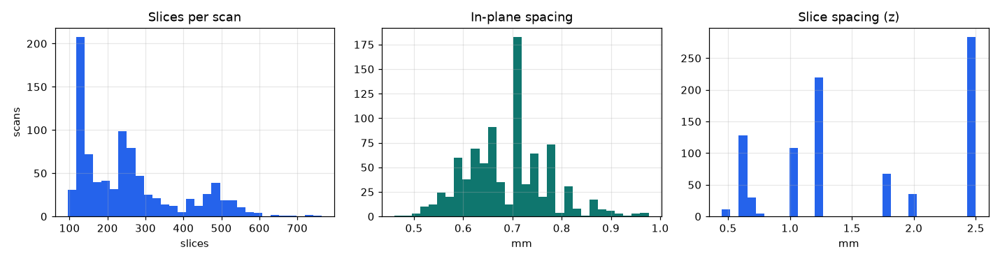 Slices per scan
scans
200
150
100
50
0
100 200 300 400 500 600 700
slices
In-plane spacing
175
150
125
100
75
50
25
0
0.5 0.6 0.7 0.8 0.9 1.0
mm
Slice spacing (z)
250
200
150
100
50
0
0.5 1.0 1.5 2.0 2.5
mm